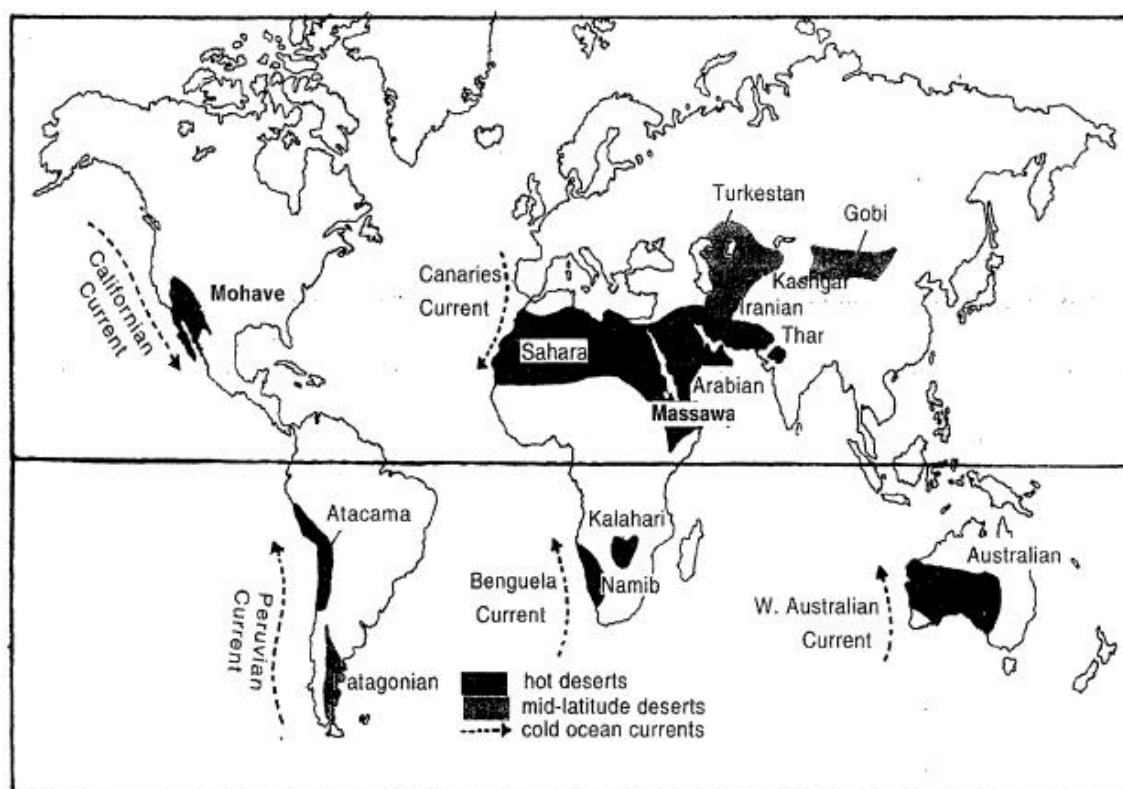 Turkestan
Gobi
Californian
Current
Mohave
Canaries
Current
Kashgar
Iranian
Thar
Sahara
Arabian
Massawa
Atacama
Kalahari
Australian
Peruvian
Current
Benguela
Current
Namib
W. Australian
Current
atagonian
hot deserts
mid-latitude deserts
cold ocean currents